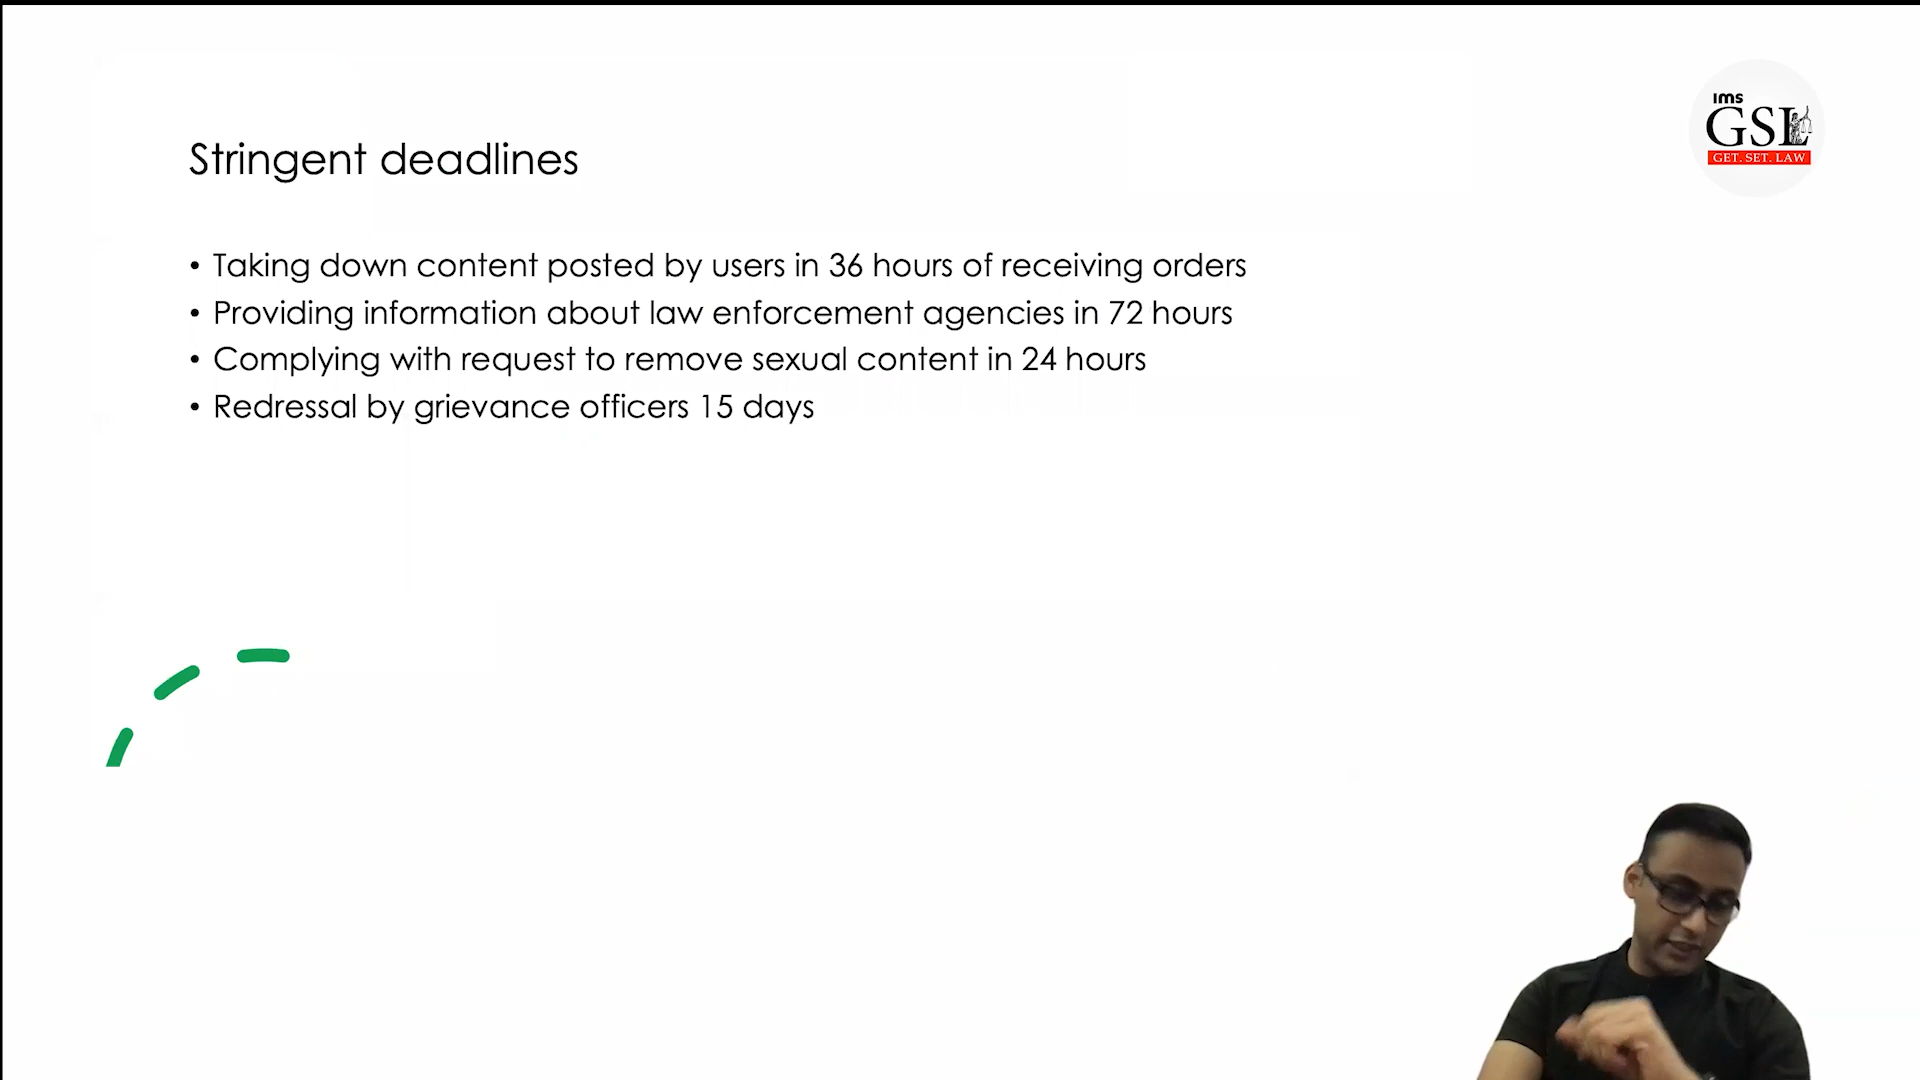 ims
GSL
GET. SET. LAW
Stringent deadlines
• Taking down content posted by users in 36 hours of receiving orders
• Providing information about law enforcement agencies in 72 hours
• Complying with request to remove sexual content in 24 hours
• Redressal by grievance officers 15 days